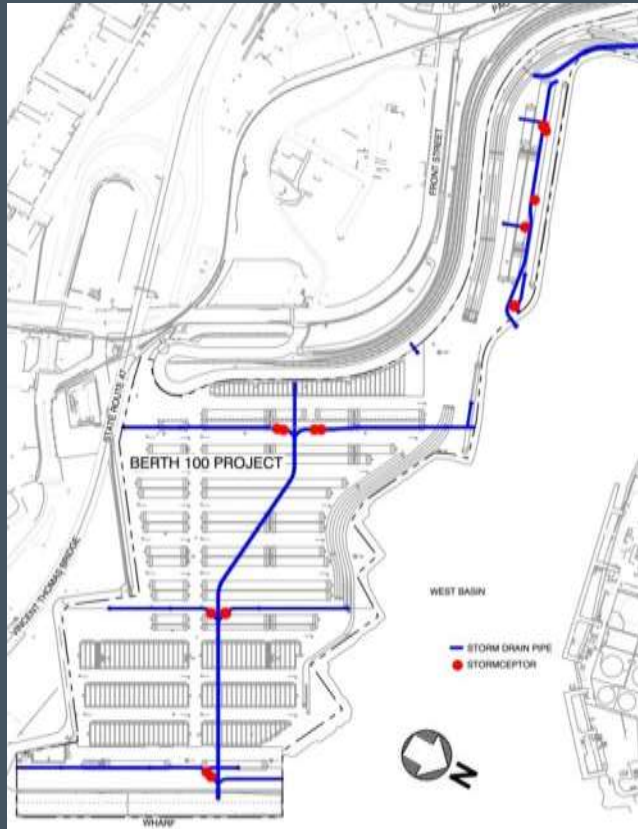 FRONT STREET
STATE ROUTE 47
BERTH 100 PROJECT
VINCENT THOMAS BRIDGE
WEST BASIN
STORM DRAIN PIPE
STORMCEPTOR
N
WHARF